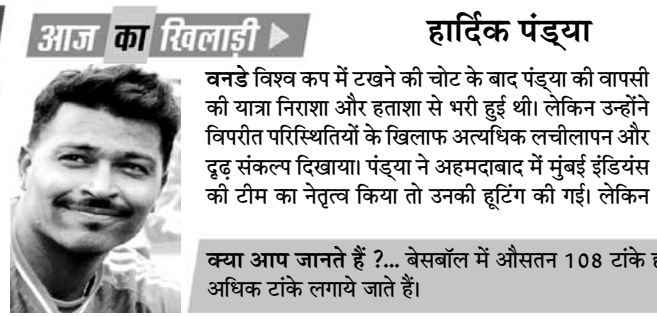 आज का खिलाड़ी
हार्दिक पंड्या
वनडे विश्व कप में टखने की चोट के बाद पंड्या की वापसी
की यात्रा निराशा और हताशा से भरी हुई थी। लेकिन उन्होंने
विपरीत परिस्थितियों के खिलाफ अत्यधिक लचीलापन और
दृढ़ संकल्प दिखाया। पंड्या ने अहमदाबाद में मुंबई इंडियंस
की टीम का नेतृत्व किया तो उनकी हूटिंग की गई। लेकिन
क्या आप जानते हैं ?... बेसबॉल में औसतन 108 टांके
अधिक टांके लगाये जाते हैं।